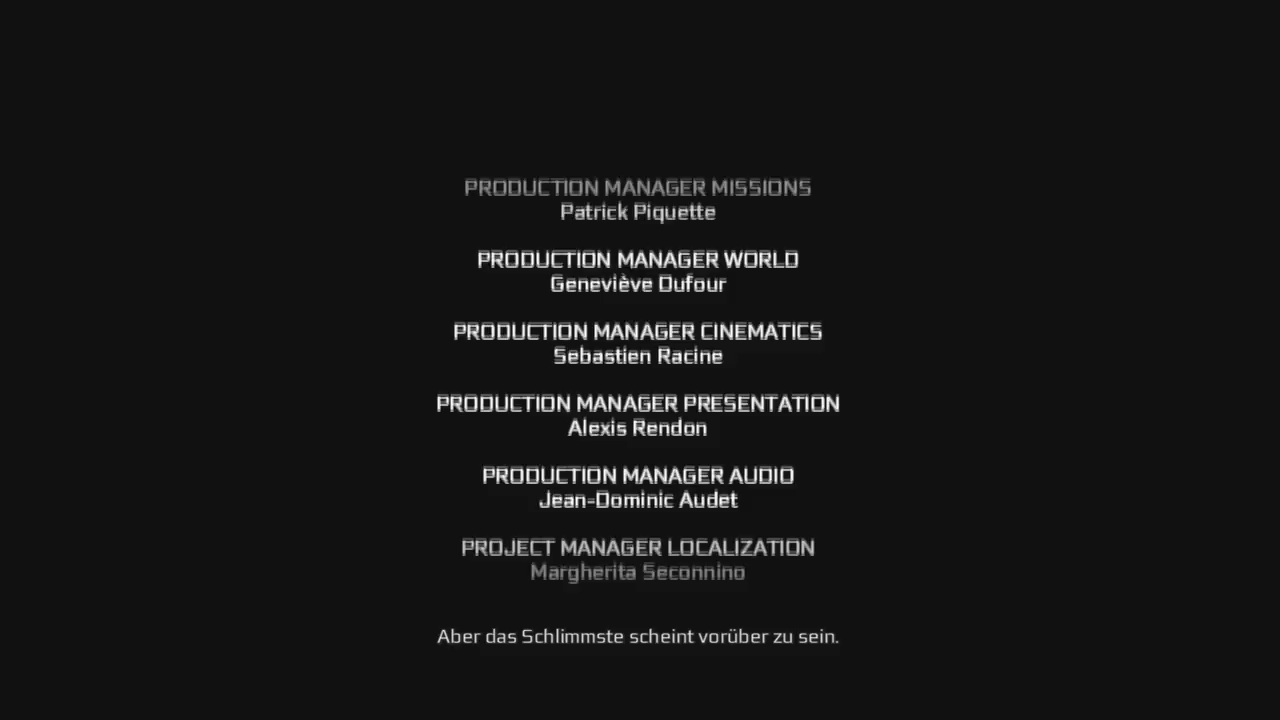 PRODUCTION MANAGER MISSIONS
Patrick Piquette
PRODUCTION MANAGER WORLD
Geneviève Dufour
PRODUCTION MANAGER CINEMATICS
Sebastien Racine
PRODUCTION MANAGER PRESENTATION
Alexis Rendon
PRODUCTION MANAGER AUDIO
Jean-Dominic Audet
PROJECT MANAGER LOCALIZATION
Margherita Seconnino
Aber das Schlimmste scheint vorüber zu sein.